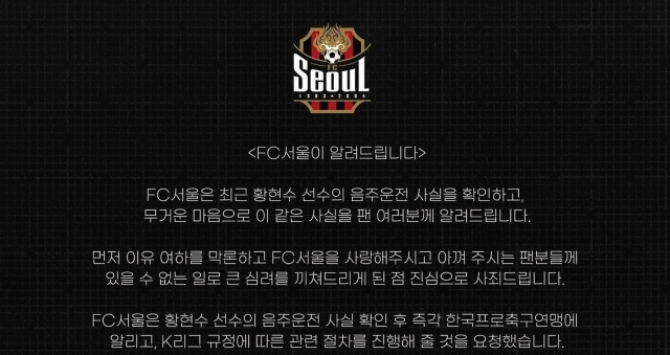 FC
SEOUL
1983*2004
<FC서울이 알려드립니다>
FC서울은 최근 황현수 선수의 음주운전 사실을 확인하고,
무거운 마음으로 이 같은 사실을 팬 여러분께 알려드립니다.
먼저 이유 여하를 막론하고 FC서울을 사랑해주시고 아껴 주시는 팬분들께
있을 수 없는 일로 큰 심려를 끼쳐드리게 된 점 진심으로 사죄드립니다.
FC서울은 황현수 선수의 음주운전 사실 확인 후 즉각 한국프로축구연맹에
알리고, K리그 규정에 따른 관련 절차를 진행해 줄 것을 요청했습니다.